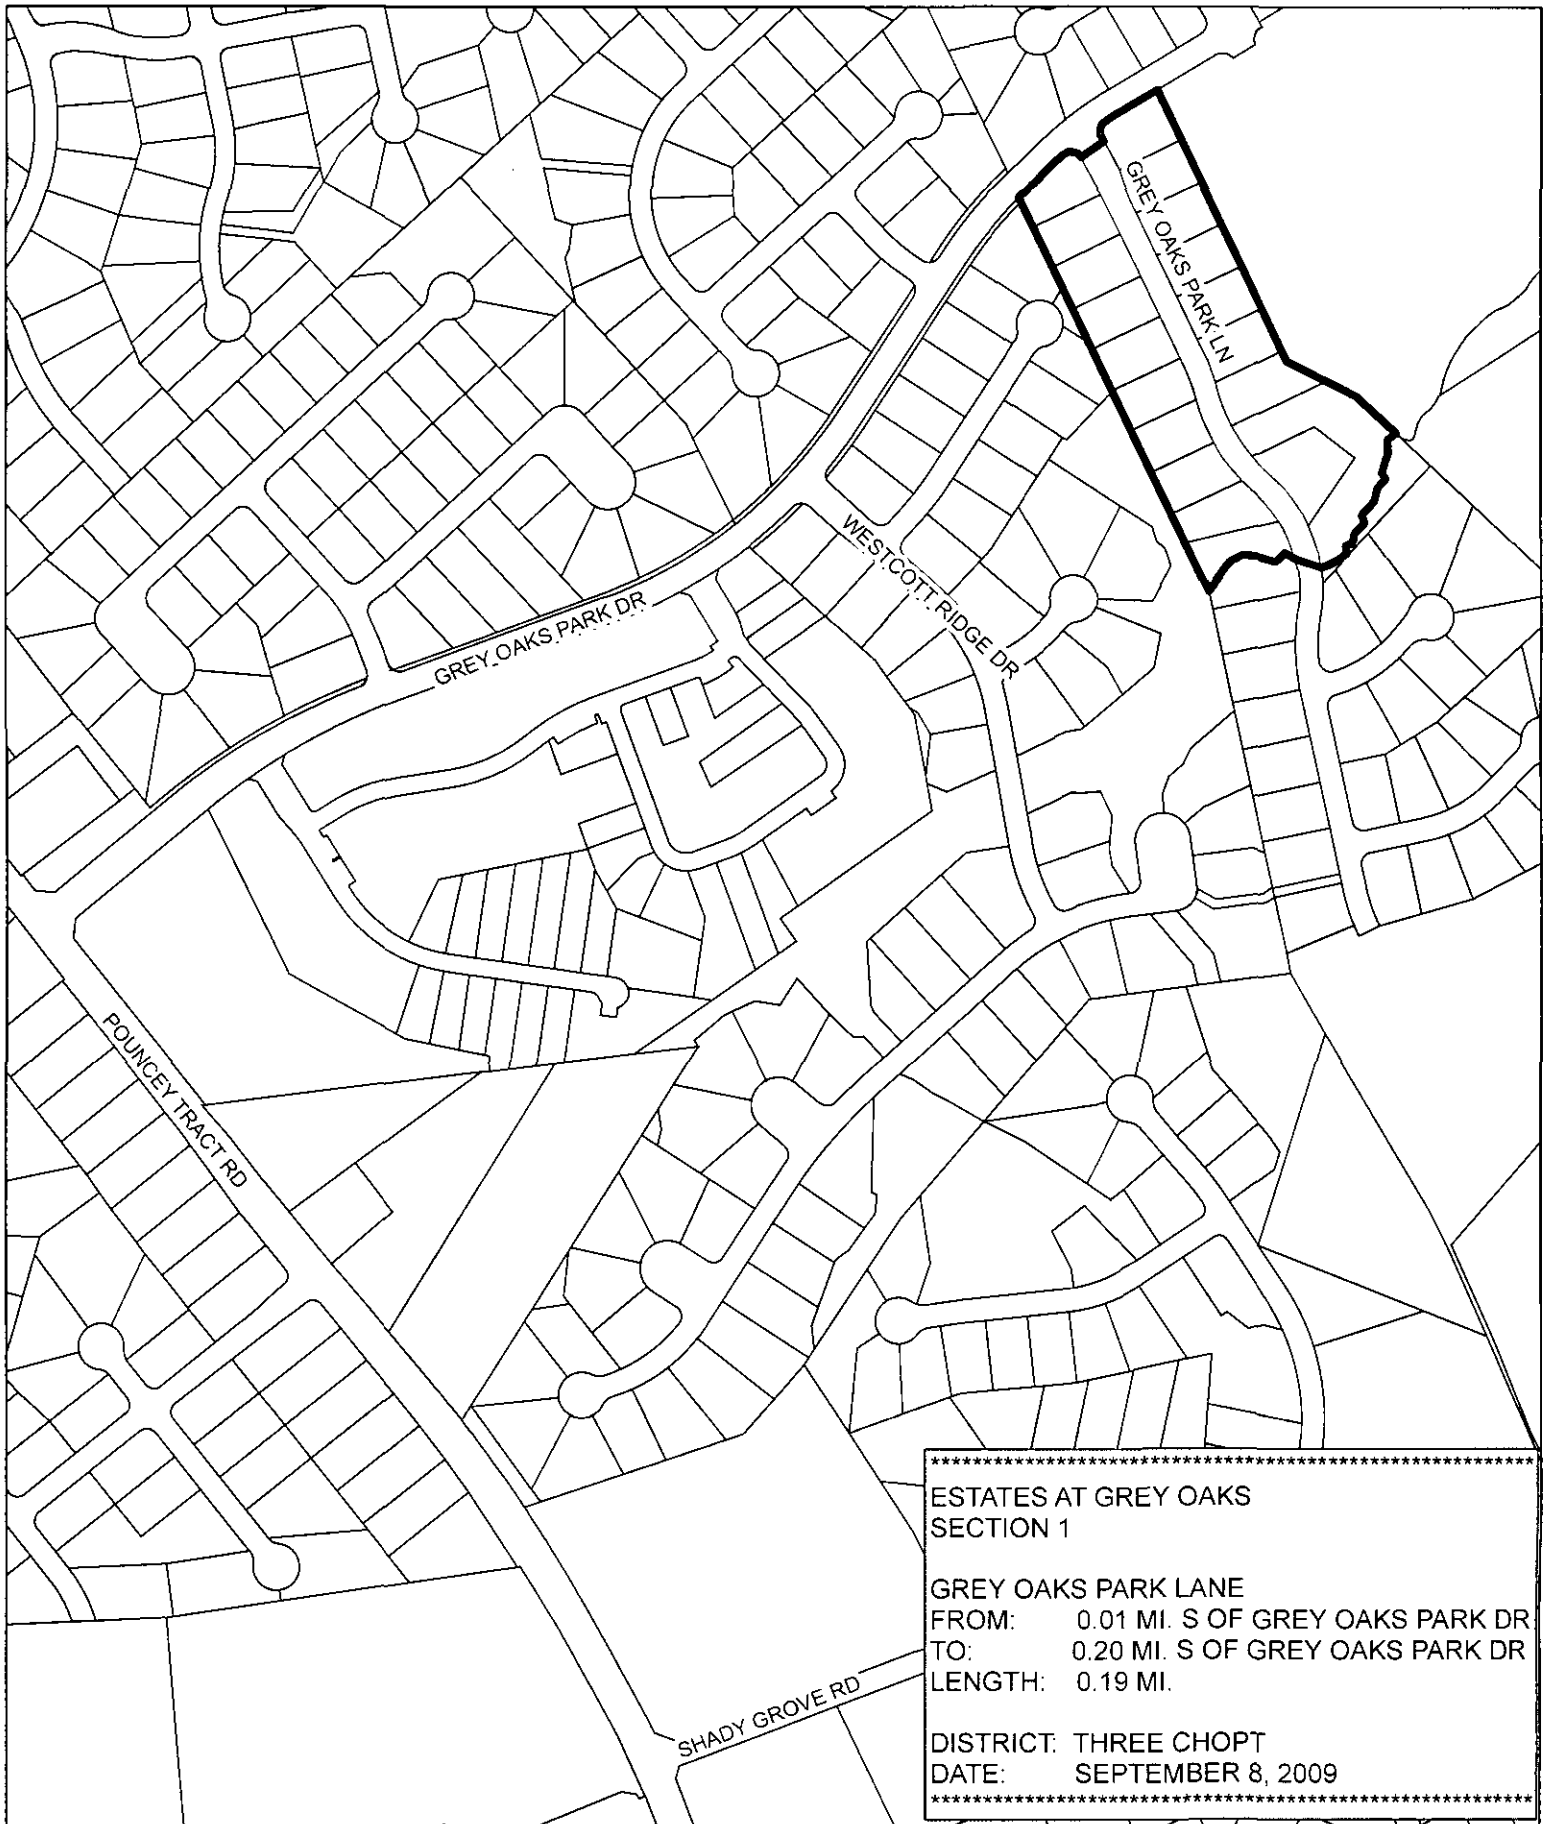 GREY OAKS PARK LN
WESTCOTT RIDGE DR
GREY OAKS PARK DR
POUNCEY TRACT RD
SHADY GROVE RD
************************************************************
ESTATES AT GREY OAKS
SECTION 1
GREY OAKS PARK LANE
FROM: 0.01 MI. S OF GREY OAKS PARK DR
TO: 0.20 MI. S OF GREY OAKS PARK DR
LENGTH: 0.19 MI.
DISTRICT: THREE CHOPT
DATE: SEPTEMBER 8, 2009
************************************************************